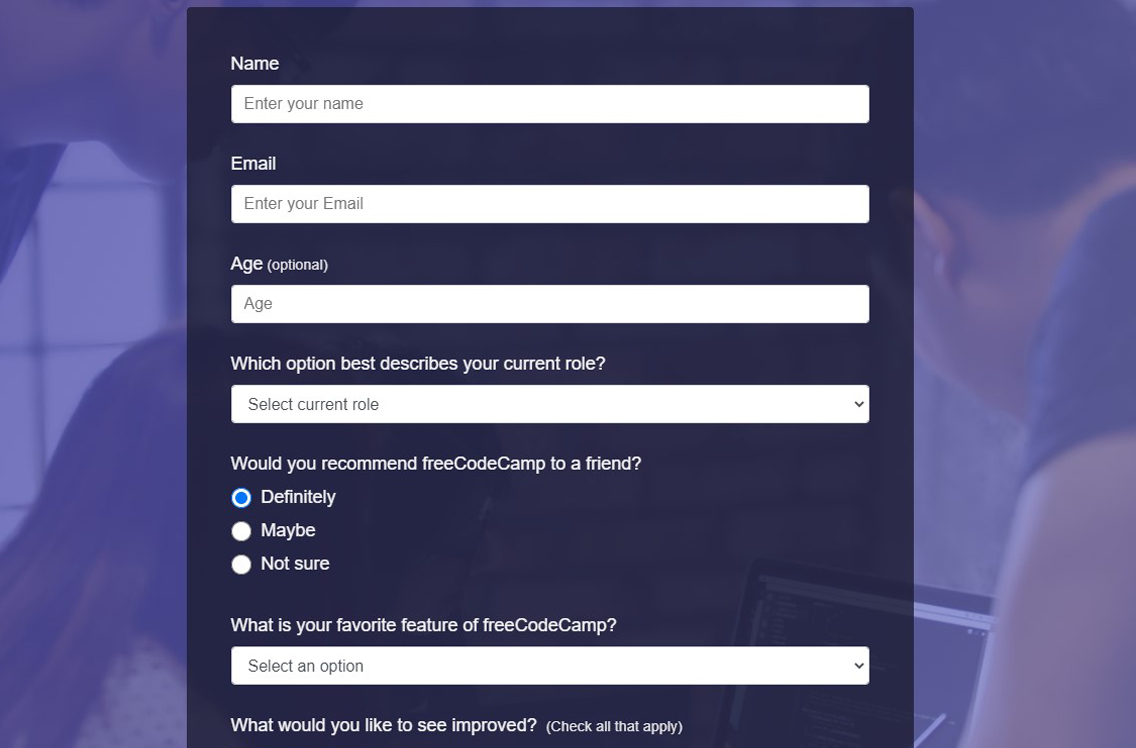 Name
Enter your name
Email
Enter your Email
Age (optional)
Age
Which option best describes your current role?
Select current role
Would you recommend freeCodeCamp to a friend?
Definitely
Maybe
Not sure
What is your favorite feature of freeCodeCamp?
Select an option
What would you like to see improved? (Check all that apply)